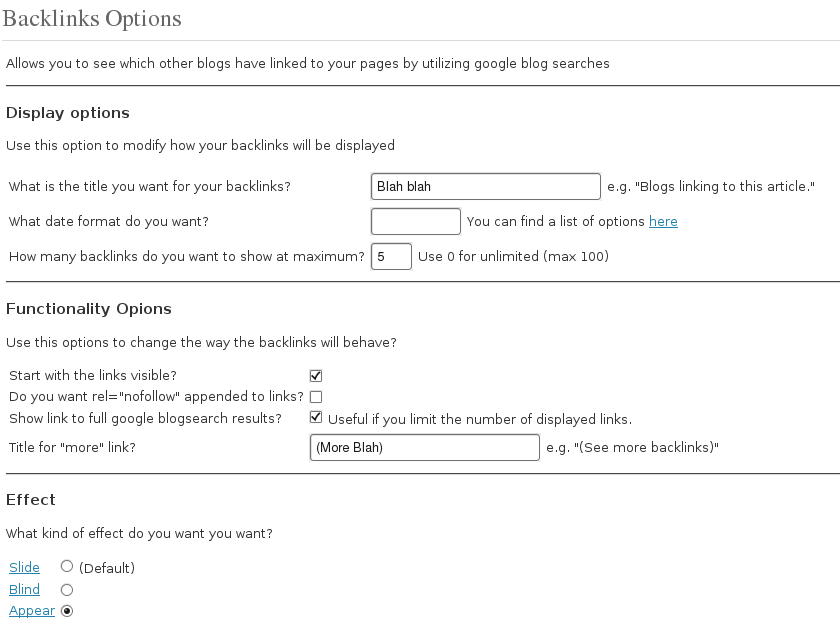 Backlinks Options
Allows you to see which other blogs have linked to your pages by utilizing google blog searches
Display options
Use this option to modify how your backlinks will be displayed
What is the title you want for your backlinks? Blah blah e.g. "Blogs linking to this article."
What date format do you want? You can find a list of options here
How many backlinks do you want to show at maximum? 5 Use 0 for unlimited (max 100)
Functionality Opions
Use this options to change the way the backlinks will behave?
Start with the links visible?
Do you want rel="nofollow" appended to links?
Show link to full google blogsearch results? Useful if you limit the number of displayed links.
Title for "more" link? (More Blah) e.g. "(See more backlinks)"
Effect
What kind of effect do you want you want?
Slide (Default)
Blind
Appear